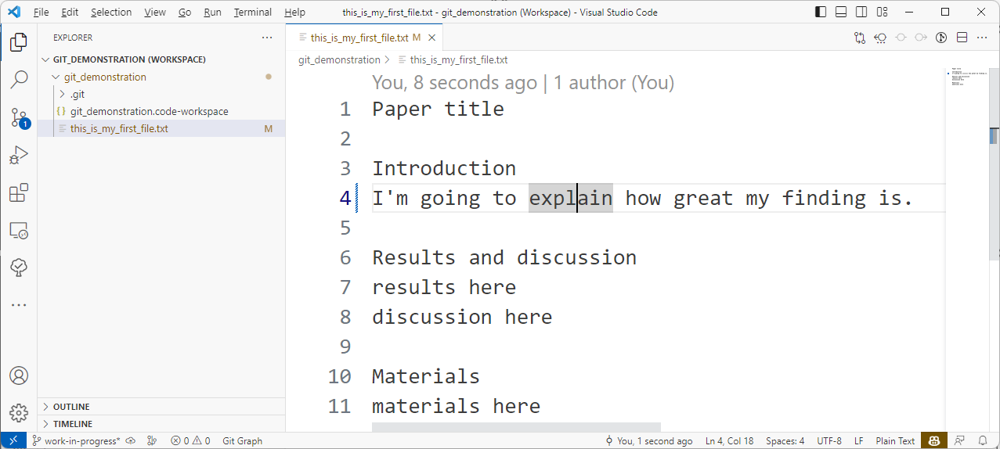 File Edit Selection View Go Run Terminal Help this_is_my_first_file.txt - git_demonstration (Workspace) - Visual Studio Code
EXPLORER ...
GIT_DEMONSTRATION (WORKSPACE)
git_demonstration
.git
{} git_demonstration.code-workspace
this_is_my_first_file.txt M
OUTLINE
TIMELINE
1
this_is_my_first_file.txt M
git_demonstration > this_is_my_first_file.txt
You, 8 seconds ago | 1 author (You)
1 Paper title
2
3 Introduction
4 I'm going to explain how great my finding is.
5
6 Results and discussion
7 results here
8 discussion here
9
10 Materials
11 materials here
work-in-progress* 0 0 Git Graph You, 1 second ago Ln 4, Col 18 Spaces: 4 UTF-8 LF Plain Text